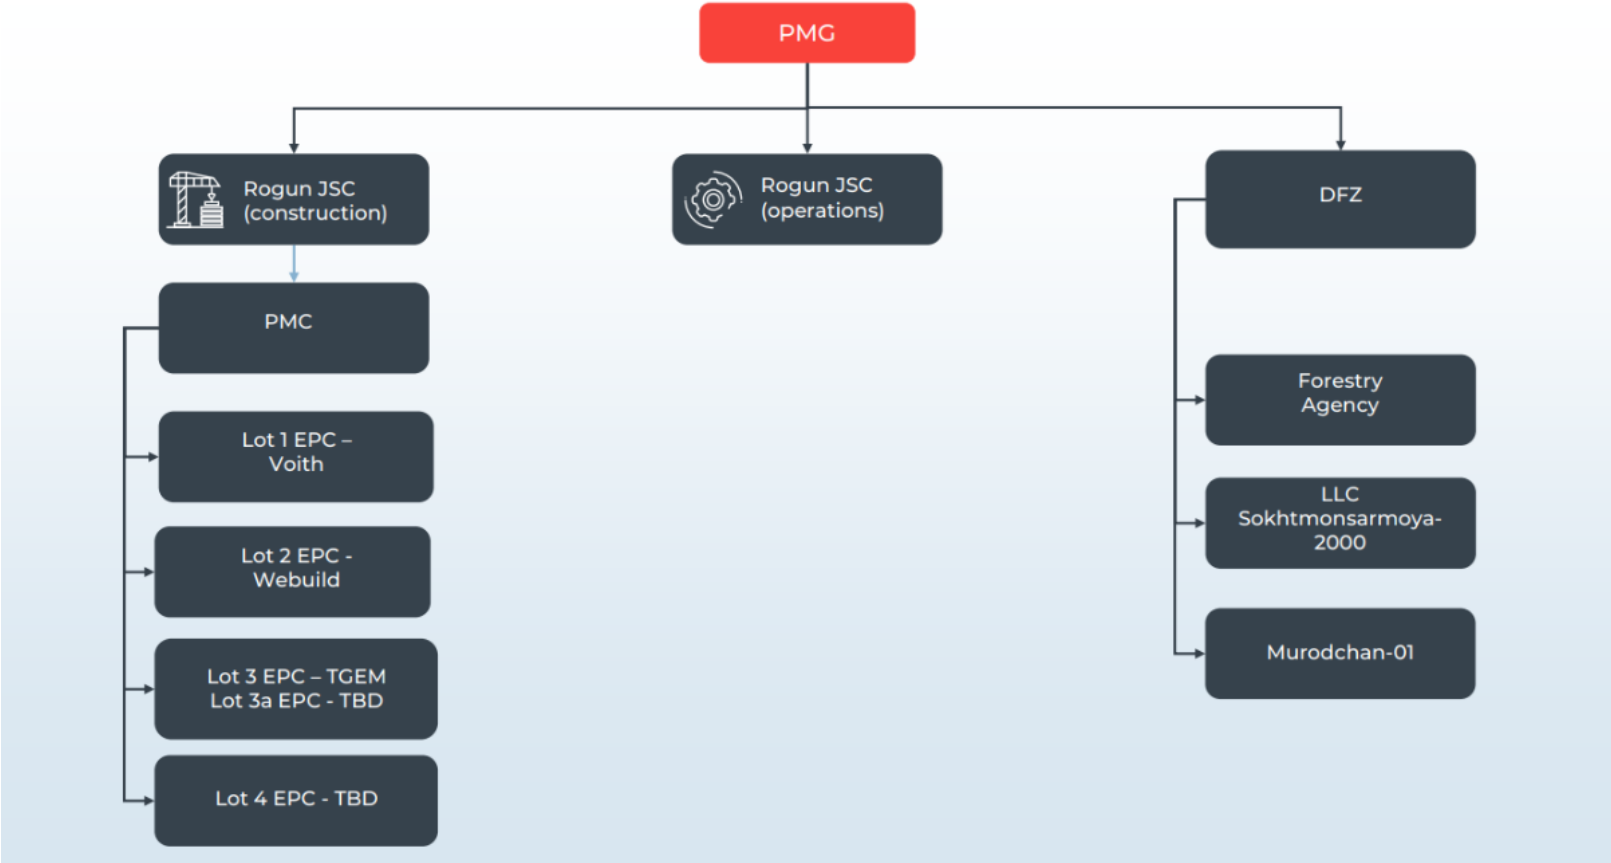 PMG
Rogun JSC
(construction)
Rogun JSC
(operations)
DFZ
PMC
Lot 1 EPC –
Voith
Lot 2 EPC -
Webuild
Lot 3 EPC – TGEM
Lot 3a EPC - TBD
Lot 4 EPC - TBD
Forestry
Agency
LLC
Sokhtmonsarmoya-
2000
Murodchan-01